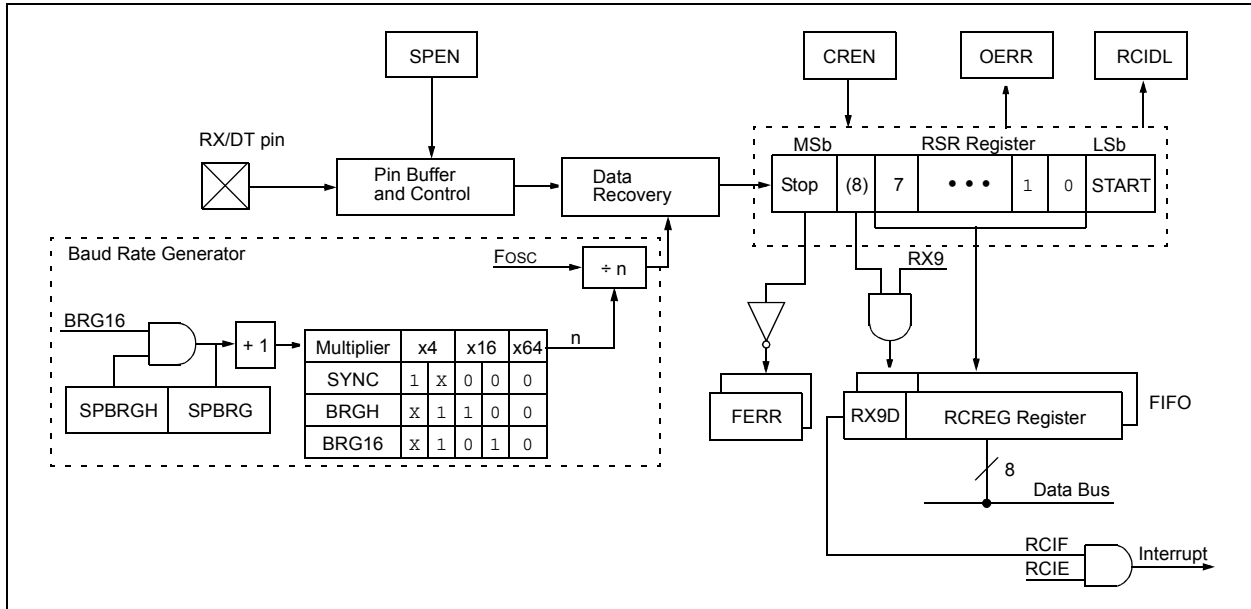 SPEN
CREN
OERR
RCIDL
RX/DT pin
Pin Buffer
and Control
Data
Recovery
MSb
RSR Register
LSb
Stop (8) 7 • • • 1 0 START
Baud Rate Generator
FOSC
÷ n
RX9
BRG16
+ 1
n
Multiplier x4 x16 x64
SYNC 1 X 0 0 0
BRGH X 1 1 0 0
BRG16 X 1 0 1 0
SPBRGH SPBRG
FERR
RX9D
RCREG Register
FIFO
8
Data Bus
RCIF
RCIE
Interrupt